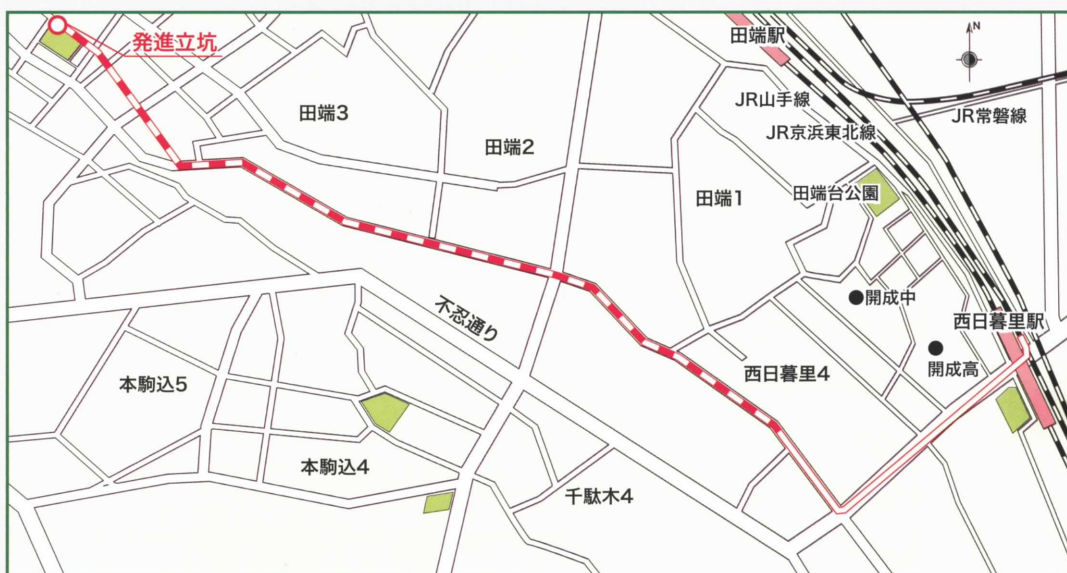 発進立坑
田端駅
N
JR山手線
JR常磐線
田端3
JR京浜東北線
田端2
田端1
田端台公園
開成中
不忍通り
西日暮里駅
開成高
西日暮里4
本駒込5
本駒込4
千駄木4